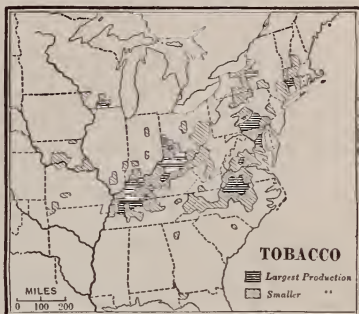 TOBACCO
Largest Production
Smaller "
MILES
0 100 200